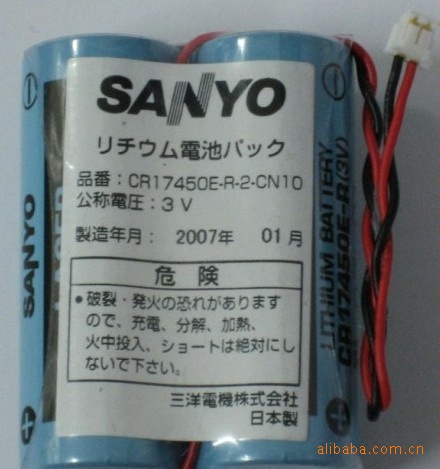 SANYO
リチウム電池パック
品番：CR17450E-R-2-CN10
公称電圧：3V
製造年月： 2007年 01月
危険
•破裂・発火の恐れがあります
ので、充電、分解、加熱、
火中投入、ショートは絶対にし
ないで下さい。
三洋電機株式会社
日本製
SANYO
LITHIUM BATTERY
CR17450E-R(3V)
alibaba.com.cn